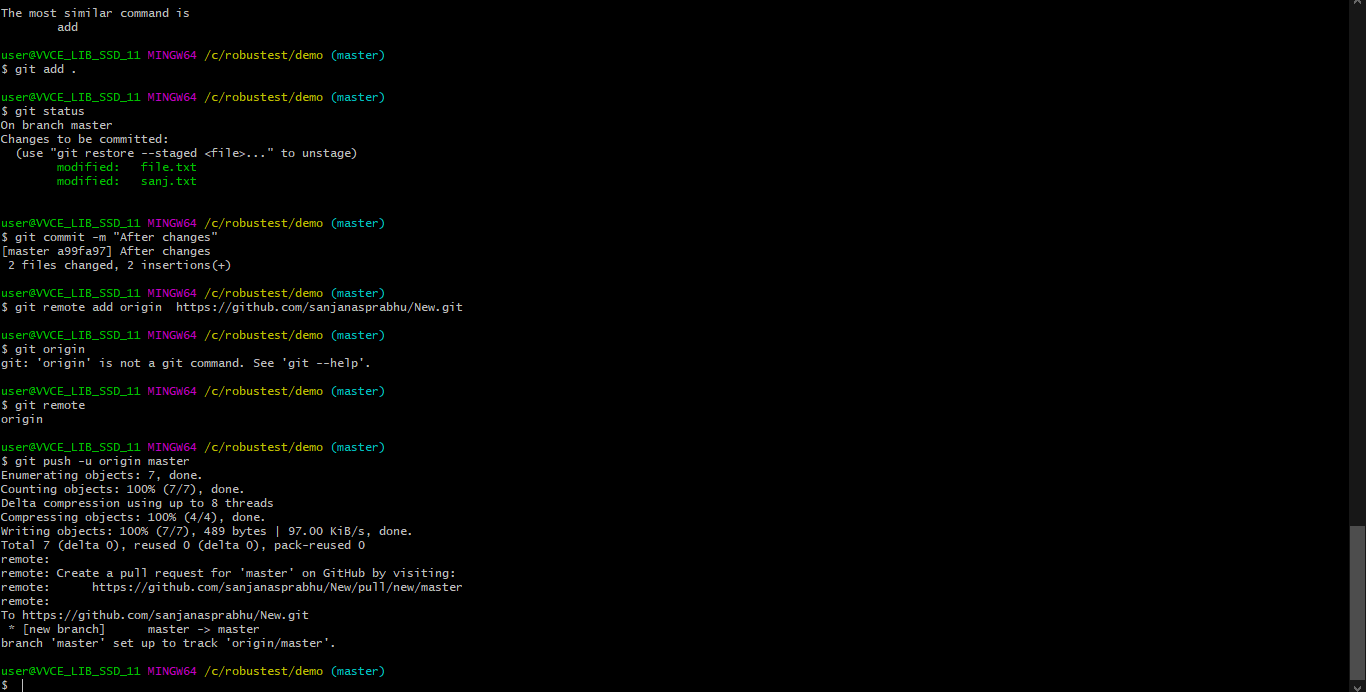 The most similar command is
        add

user@VVCE_LIB_SSD_11 MINGW64 /c/robustest/demo (master)
$ git add .

user@VVCE_LIB_SSD_11 MINGW64 /c/robustest/demo (master)
$ git status
On branch master
Changes to be committed:
  (use "git restore --staged <file>..." to unstage)
        modified:   file.txt
        modified:   sanj.txt


user@VVCE_LIB_SSD_11 MINGW64 /c/robustest/demo (master)
$ git commit -m "After changes"
[master a99fa97] After changes
 2 files changed, 2 insertions(+)

user@VVCE_LIB_SSD_11 MINGW64 /c/robustest/demo (master)
$ git remote add origin  https://github.com/sanjanasprabhu/New.git

user@VVCE_LIB_SSD_11 MINGW64 /c/robustest/demo (master)
$ git origin
git: 'origin' is not a git command. See 'git --help'.

user@VVCE_LIB_SSD_11 MINGW64 /c/robustest/demo (master)
$ git remote
origin

user@VVCE_LIB_SSD_11 MINGW64 /c/robustest/demo (master)
$ git push -u origin master
Enumerating objects: 7, done.
Counting objects: 100% (7/7), done.
Delta compression using up to 8 threads
Compressing objects: 100% (4/4), done.
Writing objects: 100% (7/7), 489 bytes | 97.00 KiB/s, done.
Total 7 (delta 0), reused 0 (delta 0), pack-reused 0
remote:
remote: Create a pull request for 'master' on GitHub by visiting:
remote:      https://github.com/sanjanasprabhu/New/pull/new/master
remote:
To https://github.com/sanjanasprabhu/New.git
 * [new branch]      master -> master
branch 'master' set up to track 'origin/master'.

user@VVCE_LIB_SSD_11 MINGW64 /c/robustest/demo (master)
$